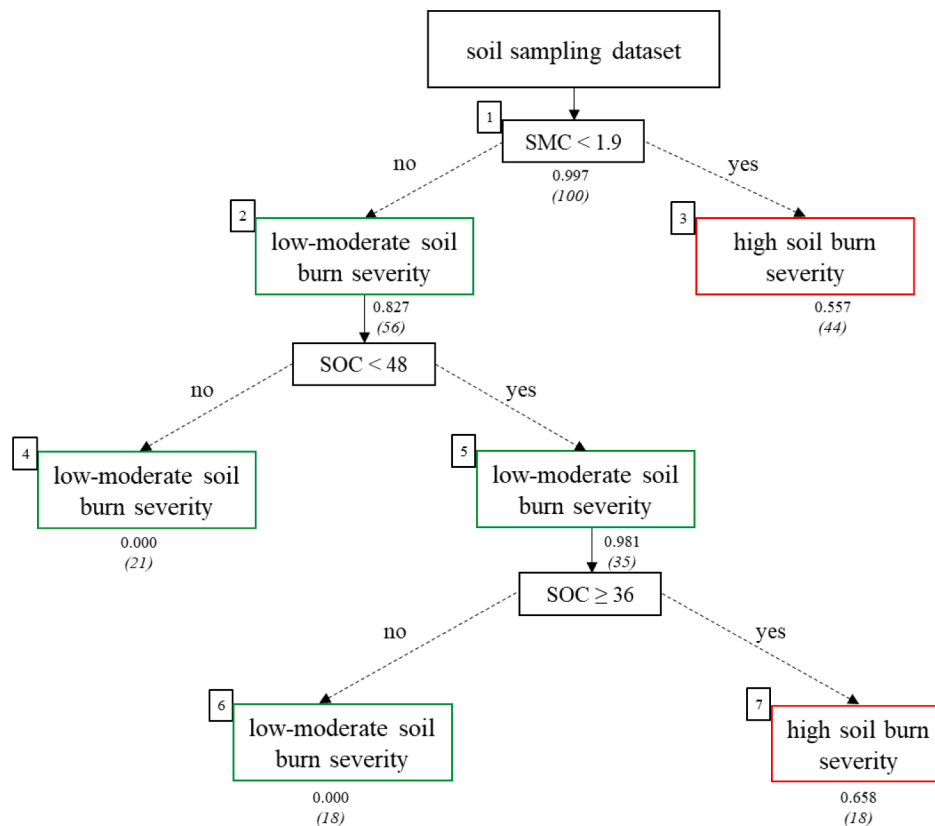 soil sampling dataset
1
SMC < 1.9
no
yes
0.997
(100)
2
low-moderate soil
burn severity
3
high soil burn
severity
0.827
(56)
0.557
(44)
SOC < 48
no
yes
4
low-moderate soil
burn severity
5
low-moderate soil
burn severity
0.000
(21)
0.981
(35)
SOC ≥ 36
no
yes
6
low-moderate soil
burn severity
7
high soil burn
severity
0.000
(18)
0.658
(18)